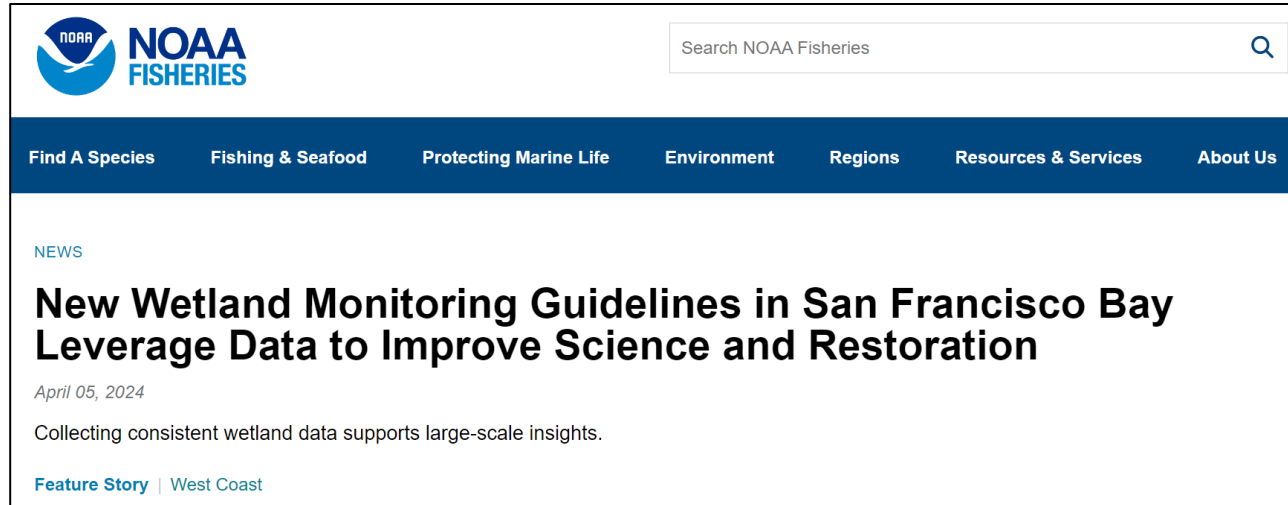 NOAA
NOAA
FISHERIES
Search NOAA Fisheries
Find A Species Fishing & Seafood Protecting Marine Life Environment Regions Resources & Services About Us
NEWS
New Wetland Monitoring Guidelines in San Francisco Bay
Leverage Data to Improve Science and Restoration
April 05, 2024
Collecting consistent wetland data supports large-scale insights.
Feature Story | West Coast